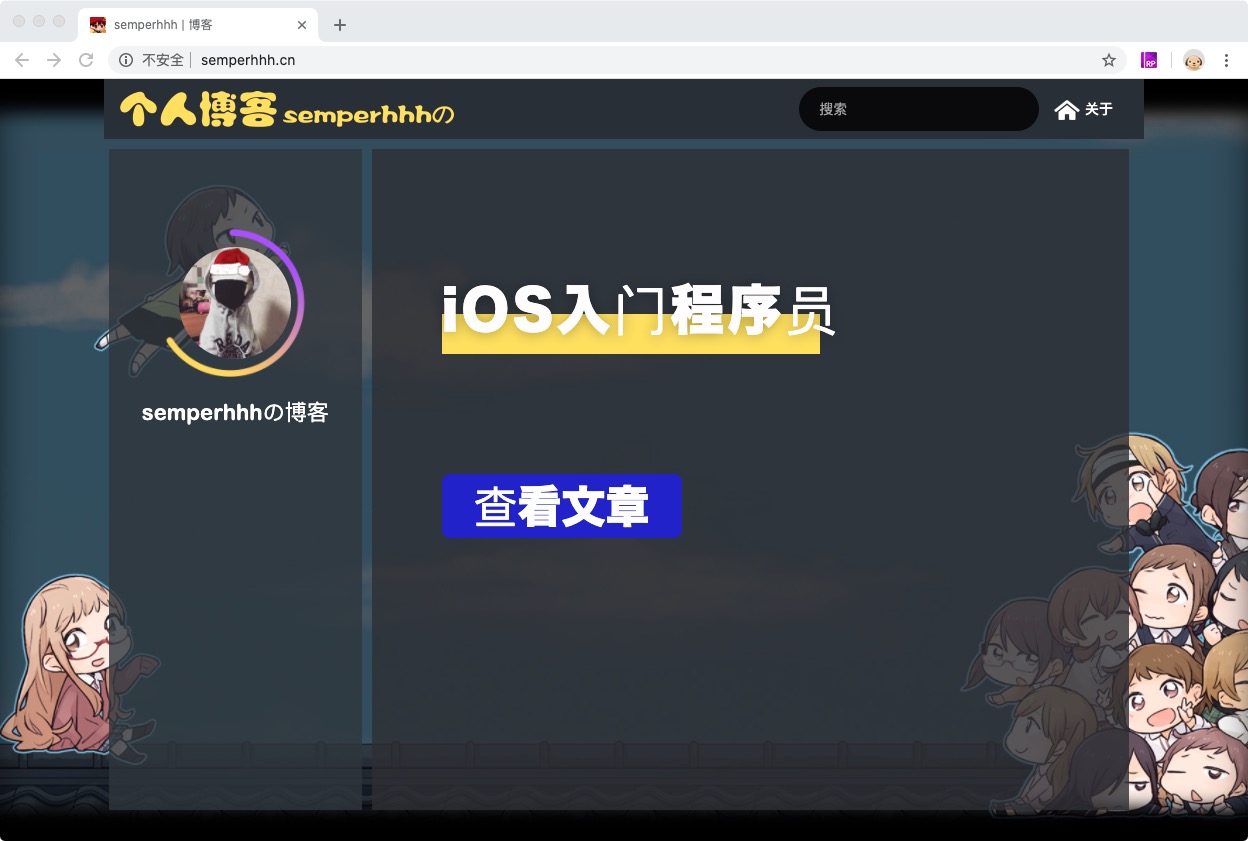 semperhhh | 博客
不安全 | semperhhh.cn
RP
个人博客 semperhhhの
搜索
关于
semperhhhの博客
iOS入门程序员
查看文章